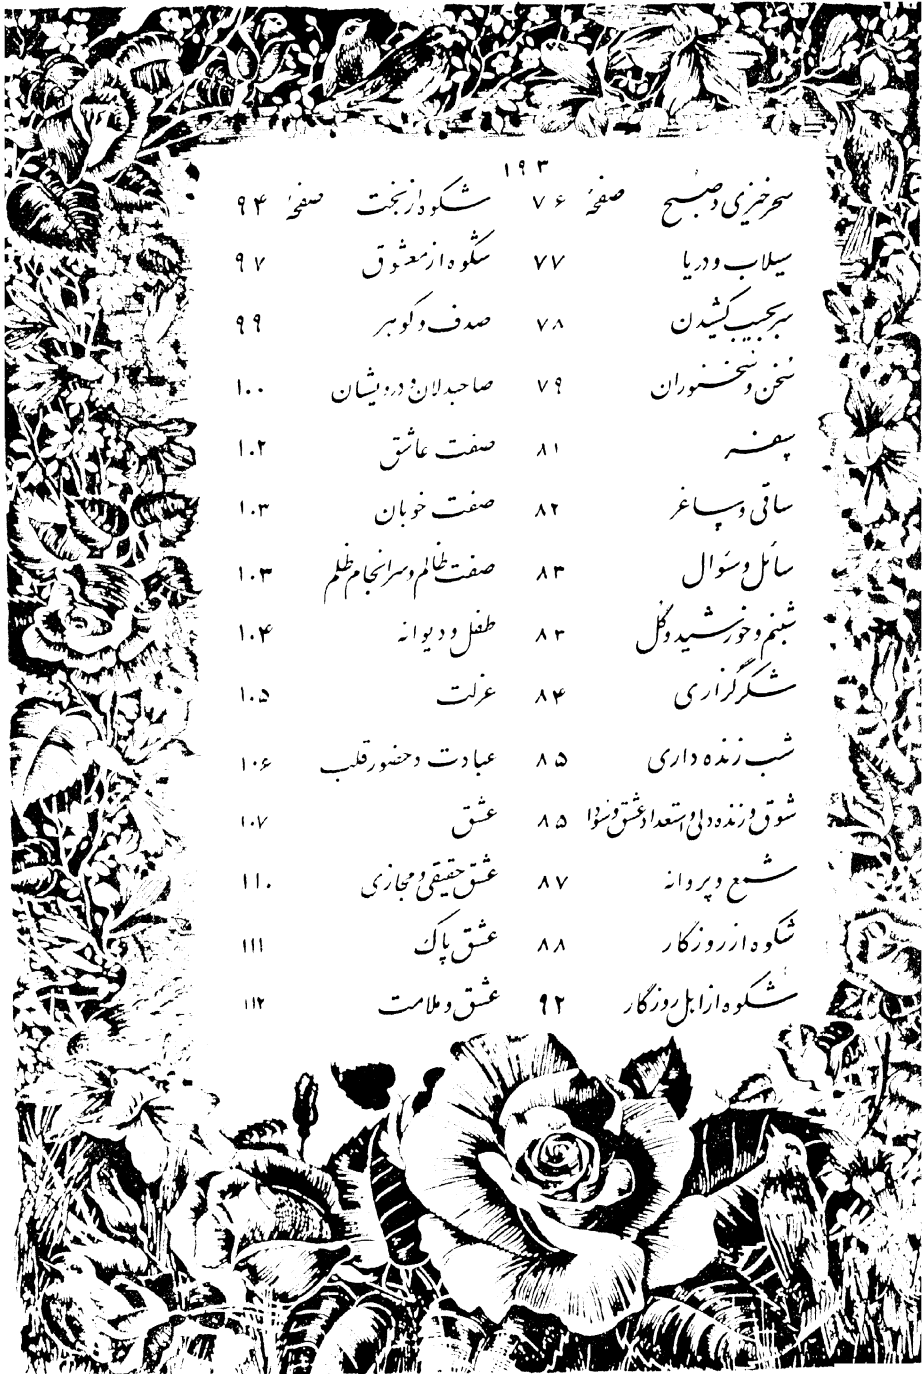 ۱۹۳
سحرخیزی و صبح صفحهٔ ۷۶
سیلاب و دریا ۷۷
سر بجیب کشیدن ۷۸
سخن و سخنوران ۷۹
سفر ۸۱
ساقی و ساغر ۸۲
سائل و سئوال ۸۳
شبنم و خورشید و گل ۸۳
شکرگزاری ۸۴
شب زنده داری ۸۵
شوق و زنده دلی و استعداد عشق و سودا ۸۵
شمع و پروانه ۸۷
شکوه از روزگار ۸۸
شکوه از اهل روزگار ۹۲
شکوه از بخت صفحهٔ ۹۴
شکوه از معشوق ۹۷
صدف و گوهر ۹۹
صاحبدلان و درویشان ۱۰۰
صفت عاشق ۱۰۲
صفت خوبان ۱۰۳
صفت ظالم و سرانجام ظلم ۱۰۳
طفل و دیوانه ۱۰۴
عزلت ۱۰۵
عبادت و حضور قلب ۱۰۶
عشق ۱۰۷
عشق حقیقی و مجازی ۱۱۰
عشق پاک ۱۱۱
عشق و ملامت ۱۱۲